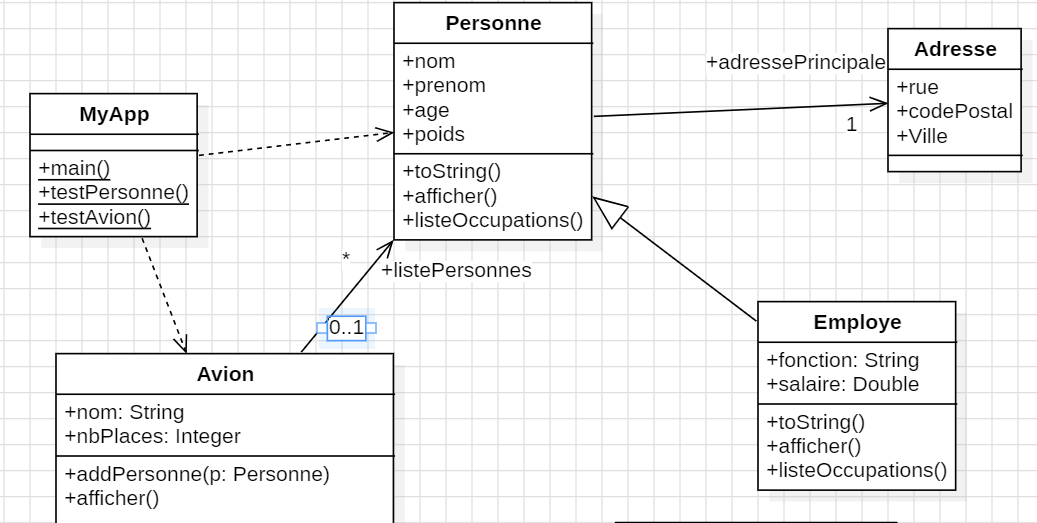 Personne
+nom
+prenom
+age
+poids
+toString()
+afficher()
+listeOccupations()
+adressePrincipale
1
Adresse
+rue
+codePostal
+Ville
MyApp
+main()
+testPersonne()
+testAvion()
*
+listePersonnes
0..1
Avion
+nom: String
+nbPlaces: Integer
+addPersonne(p: Personne)
+afficher()
Employe
+fonction: String
+salaire: Double
+toString()
+afficher()
+listeOccupations()